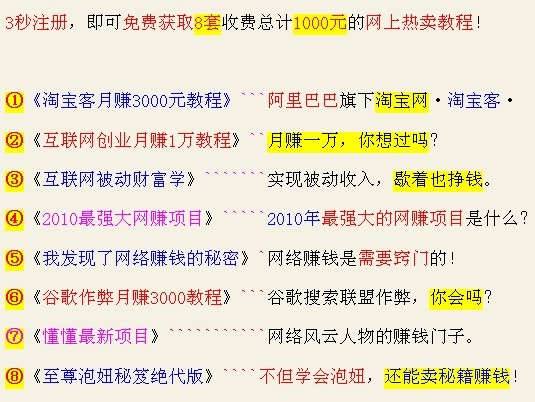 3秒注册，即可免费获取8套收费总计1000元的网上热卖教程！
①《淘宝客月赚3000元教程》```阿里巴巴旗下淘宝网·淘宝客·
②《互联网创业月赚1万教程》``月赚一万，你想过吗？
③《互联网被动财富学》```````实现被动收入，歇着也挣钱。
④《2010最强大网赚项目》`````2010年最强大的网赚项目是什么？
⑤《我发现了网络赚钱的秘密》`网络赚钱是需要窍门的！
⑥《谷歌作弊月赚3000教程》```谷歌搜索联盟作弊，你会吗？
⑦《懂懂最新项目》```````````网络风云人物的赚钱门子。
⑧《至尊泡妞秘笈绝代版》````不但学会泡妞，还能卖秘籍赚钱！